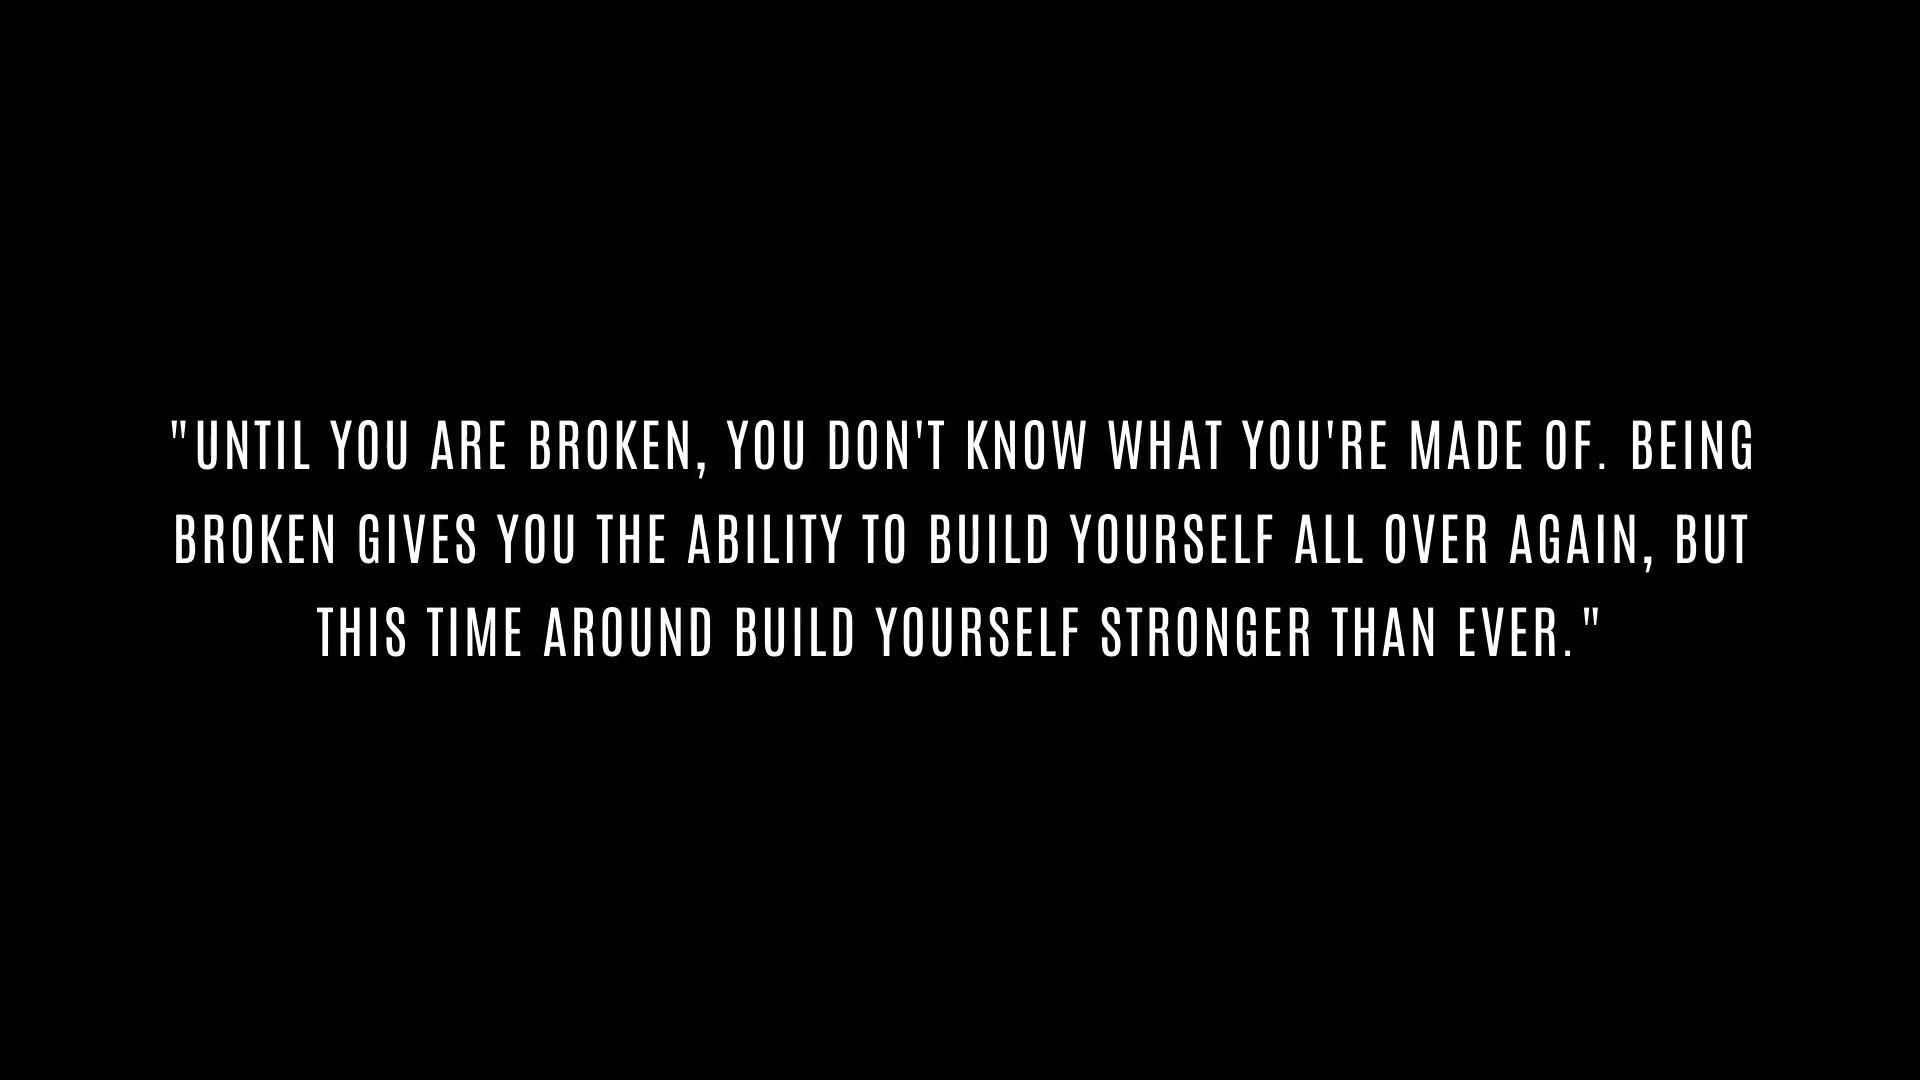 "UNTIL YOU ARE BROKEN, YOU DON'T KNOW WHAT YOU'RE MADE OF. BEING
BROKEN GIVES YOU THE ABILITY TO BUILD YOURSELF ALL OVER AGAIN, BUT
THIS TIME AROUND BUILD YOURSELF STRONGER THAN EVER."